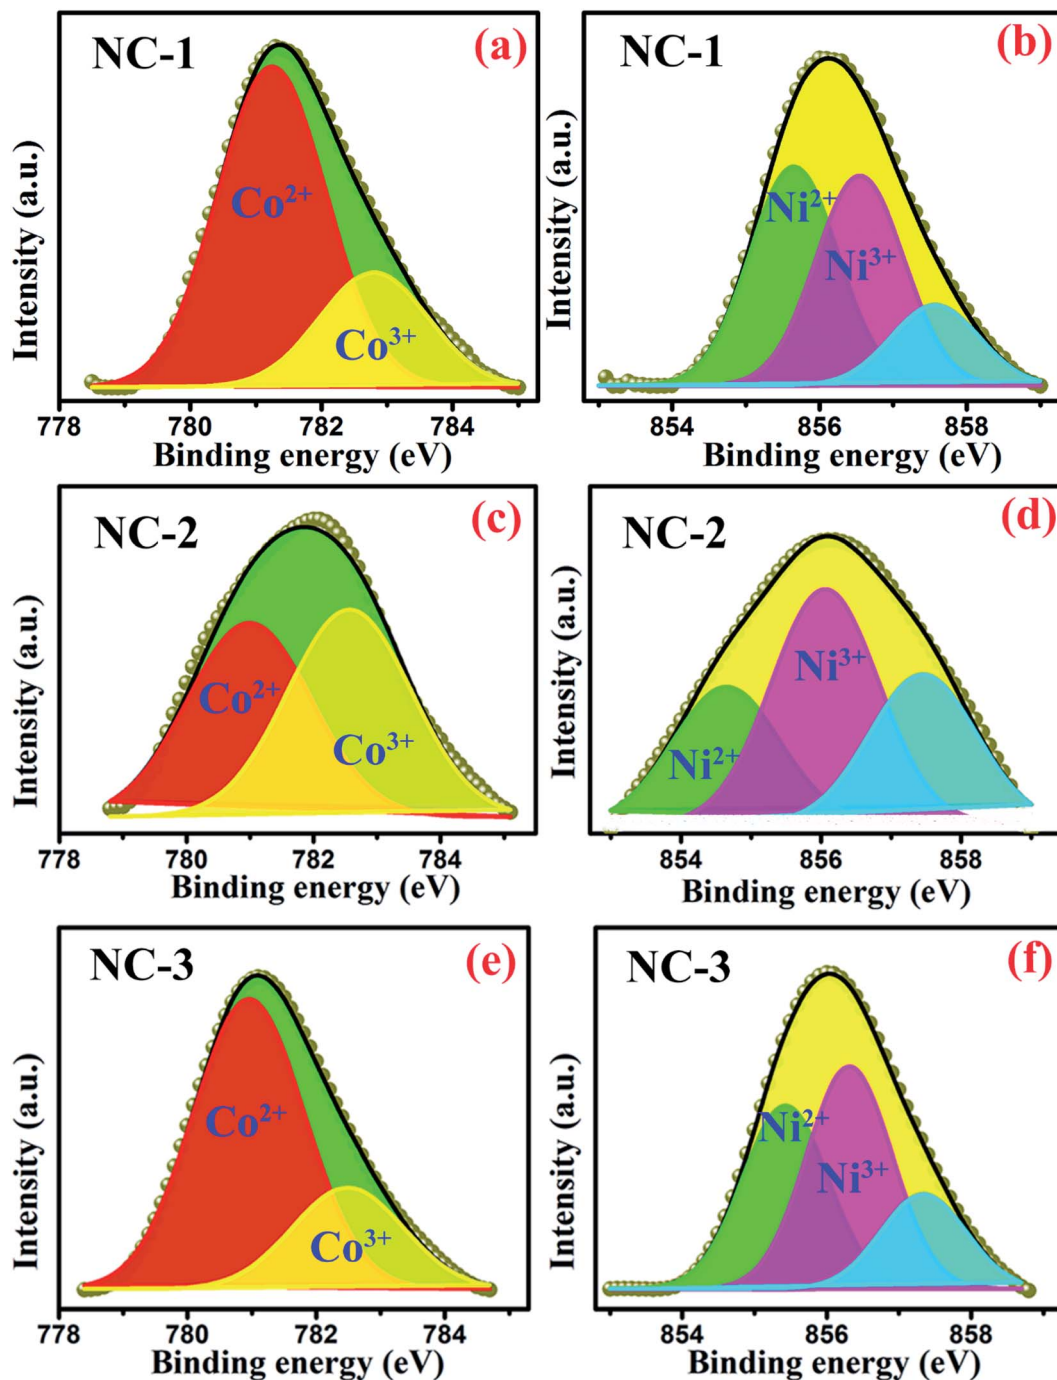 NC-1 (a)
Intensity (a.u.)
Co²⁺
Co³⁺
778 780 782 784
Binding energy (eV)
NC-1 (b)
Intensity (a.u.)
Ni²⁺
Ni³⁺
854 856 858
Binding energy (eV)
NC-2 (c)
Intensity (a.u.)
Co²⁺
Co³⁺
778 780 782 784
Binding energy (eV)
NC-2 (d)
Intensity (a.u.)
Ni³⁺
Ni²⁺
854 856 858
Binding energy (eV)
NC-3 (e)
Intensity (a.u.)
Co²⁺
Co³⁺
778 780 782 784
Binding energy (eV)
NC-3 (f)
Intensity (a.u.)
Ni²⁺
Ni³⁺
854 856 858
Binding energy (eV)